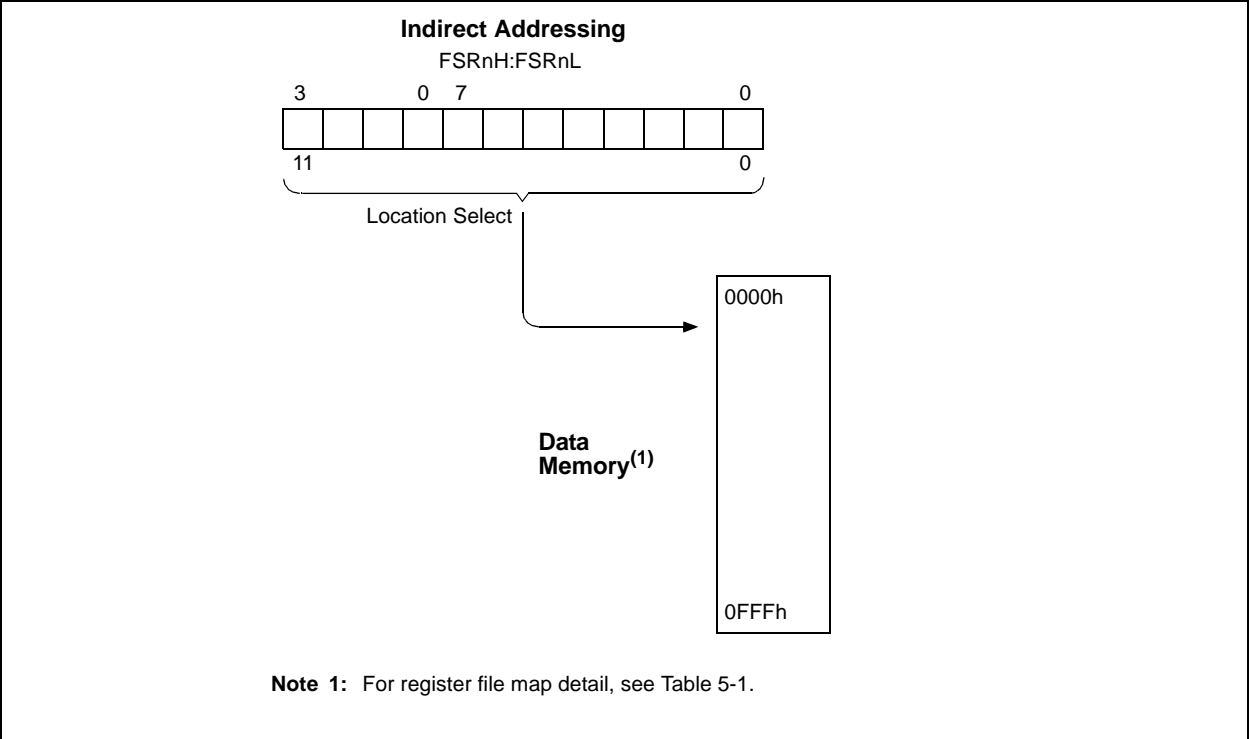 Indirect Addressing
FSRnH:FSRnL
3 0 7 0
11 0
Location Select
0000h
Data
Memory(1)
0FFFh
Note 1: For register file map detail, see Table 5-1.